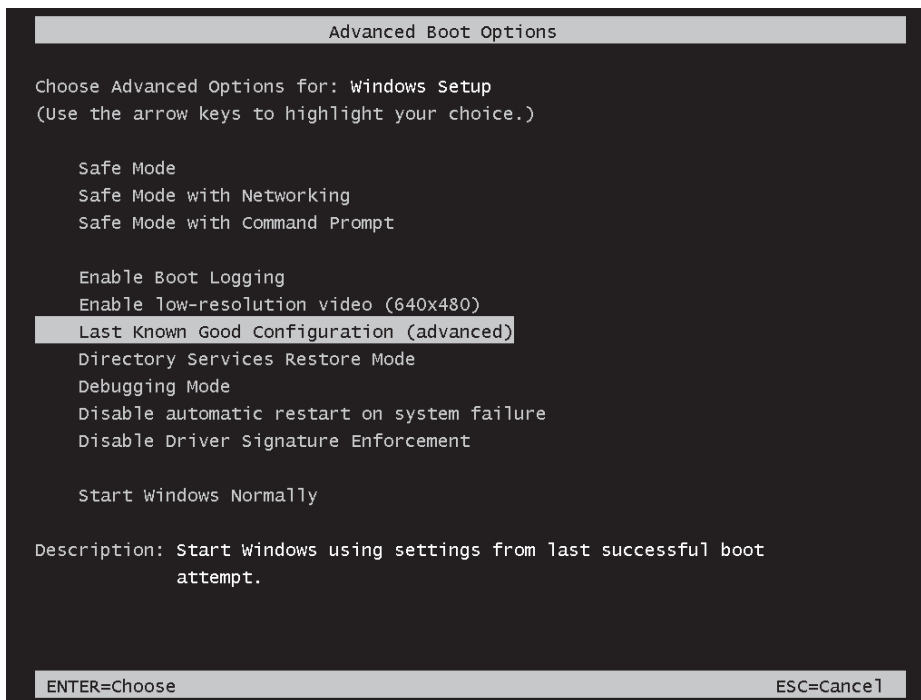 Advanced Boot Options
Choose Advanced Options for: Windows Setup
(Use the arrow keys to highlight your choice.)
Safe Mode
Safe Mode with Networking
Safe Mode with Command Prompt
Enable Boot Logging
Enable low-resolution video (640x480)
Last Known Good Configuration (advanced)
Directory Services Restore Mode
Debugging Mode
Disable automatic restart on system failure
Disable Driver Signature Enforcement
Start Windows Normally
Description: Start Windows using settings from last successful boot
attempt.
ENTER=Choose ESC=Cancel